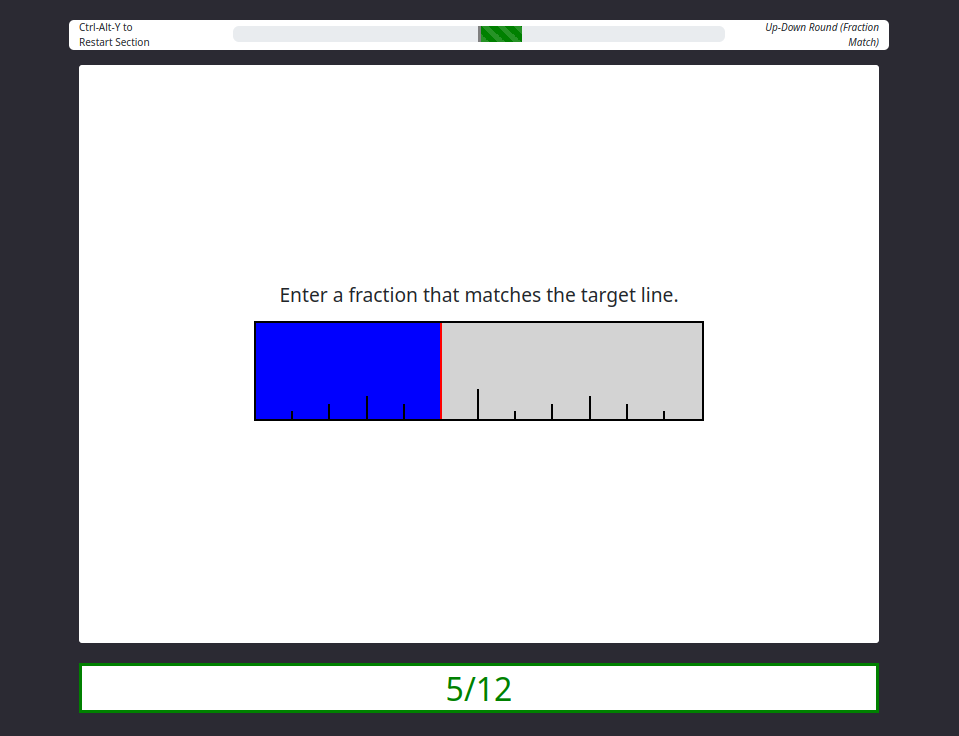 Ctrl-Alt-Y to
Restart Section
Up-Down Round (Fraction
Match)
Enter a fraction that matches the target line.
5/12